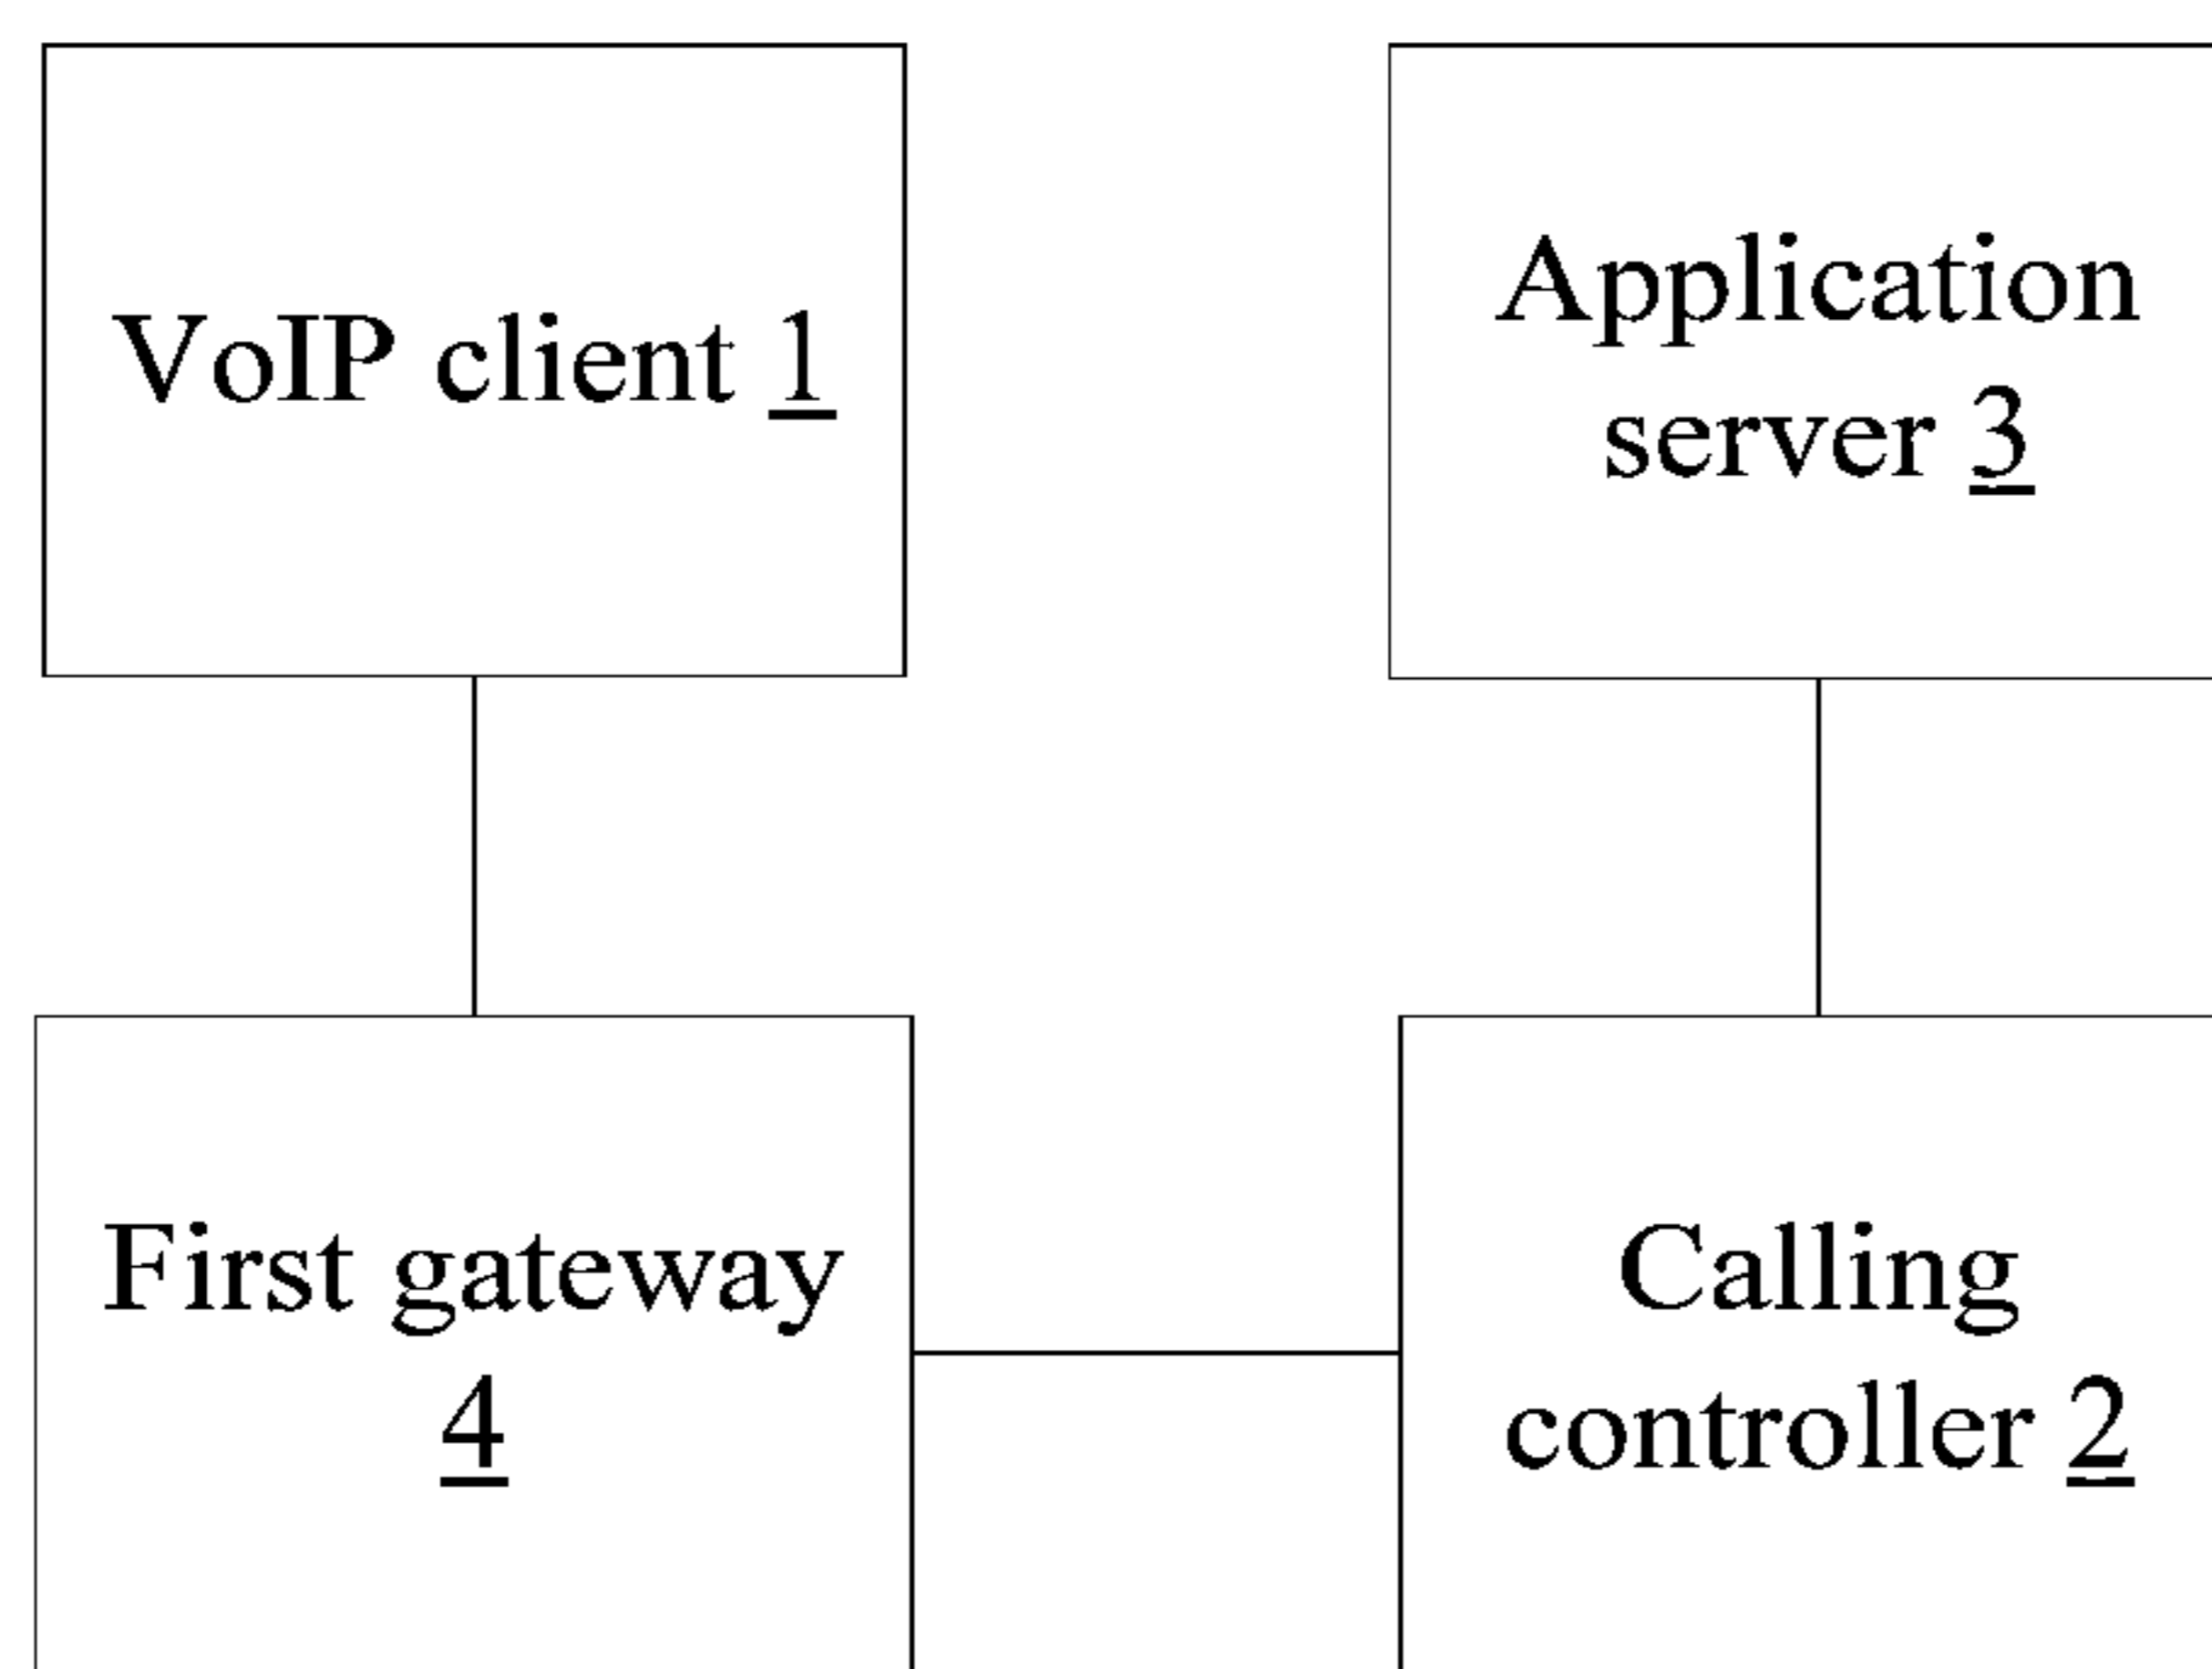 VoIP client 1
Application
server 3
First gateway
4
Calling
controller 2